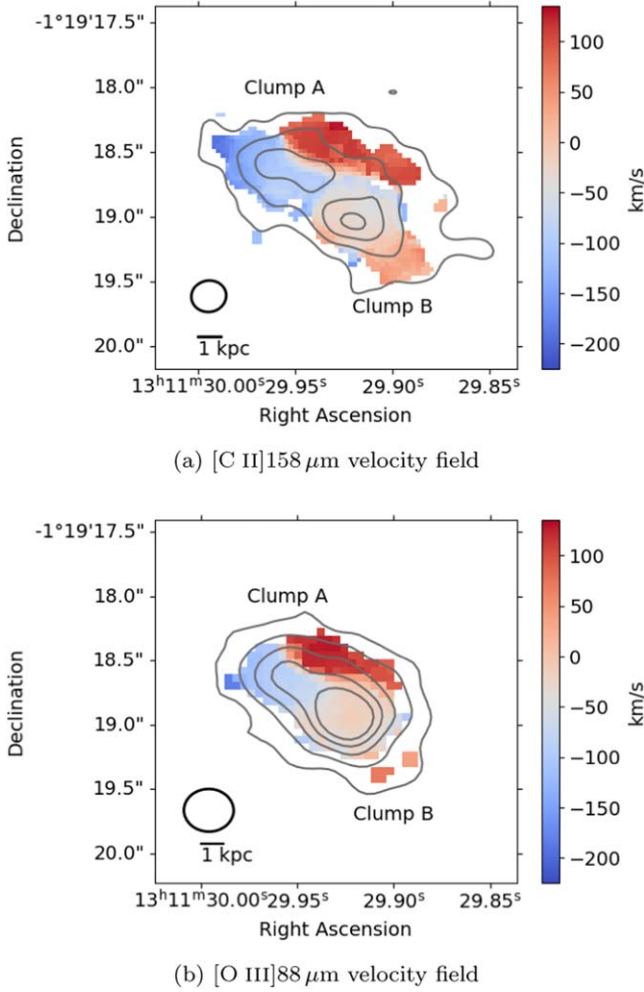 -1°19'17.5"
18.0"
18.5"
19.0"
19.5"
20.0"
Declination
Clump A
Clump B
1 kpc
13ʰ11ᵐ30.00ˢ 29.95ˢ 29.90ˢ 29.85ˢ
Right Ascension
100
50
0
−50
−100
−150
−200
km/s
(a) [C II]158 μm velocity field
-1°19'17.5"
18.0"
18.5"
19.0"
19.5"
20.0"
Declination
Clump A
Clump B
1 kpc
13ʰ11ᵐ30.00ˢ 29.95ˢ 29.90ˢ 29.85ˢ
Right Ascension
100
50
0
−50
−100
−150
−200
km/s
(b) [O III]88 μm velocity field